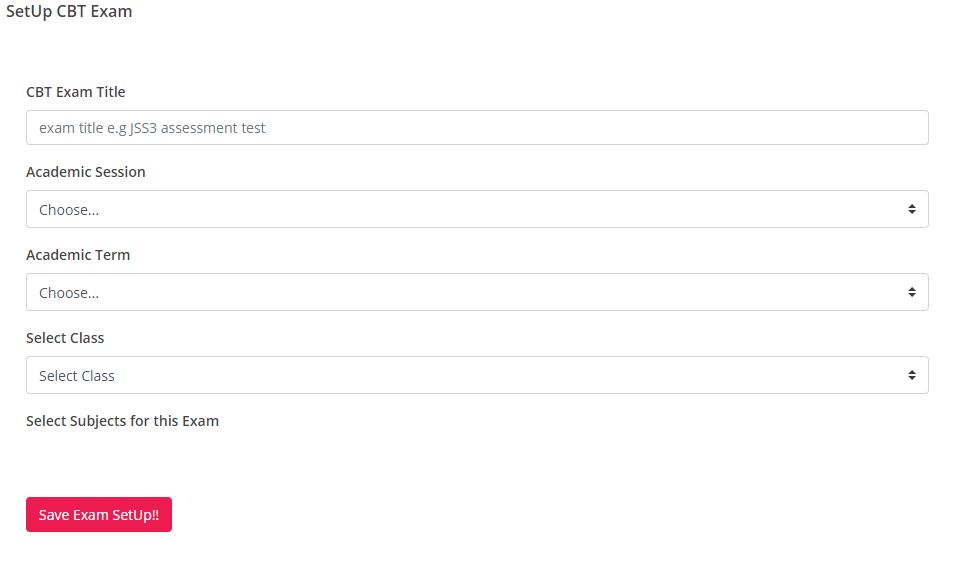 SetUp CBT Exam
CBT Exam Title
exam title e.g JSS3 assessment test
Academic Session
Choose...
Academic Term
Choose...
Select Class
Select Class
Select Subjects for this Exam
Save Exam SetUp!!